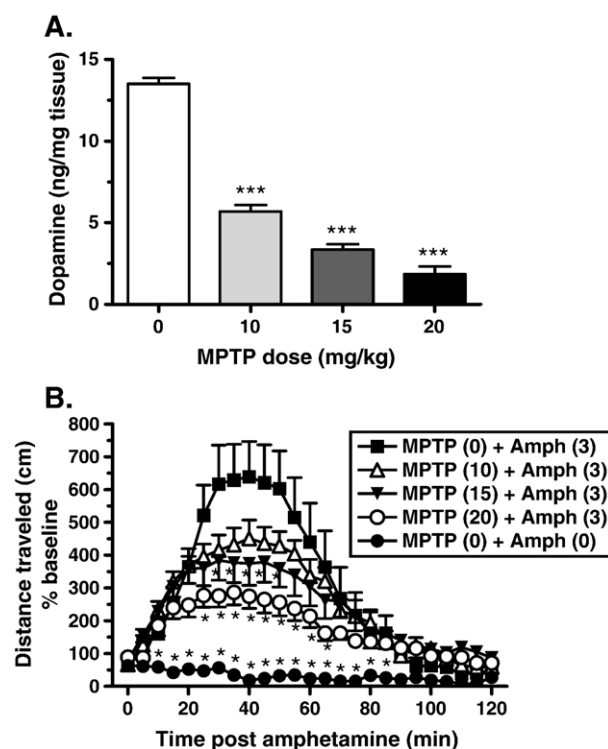 A.
Dopamine (ng/mg tissue)
15
10
5
0
***
***
***
0 10 15 20
MPTP dose (mg/kg)
B.
Distance traveled (cm)
% baseline
800
700
600
500
400
300
200
100
0
MPTP (0) + Amph (3)
MPTP (10) + Amph (3)
MPTP (15) + Amph (3)
MPTP (20) + Amph (3)
MPTP (0) + Amph (0)
* * * * *
* * * * * * * * *
* * * * * * * * * * * * * * *
0 20 40 60 80 100 120
Time post amphetamine (min)